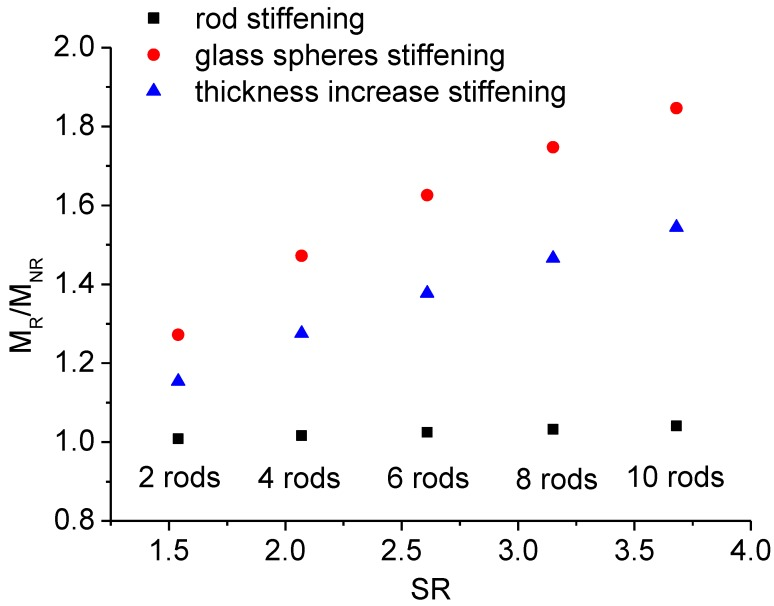 rod stiffening
glass spheres stiffening
thickness increase stiffening
2.0
1.8
1.6
1.4
1.2
1.0
0.8
M_R/M_NR
2 rods 4 rods 6 rods 8 rods 10 rods
1.5 2.0 2.5 3.0 3.5 4.0
SR